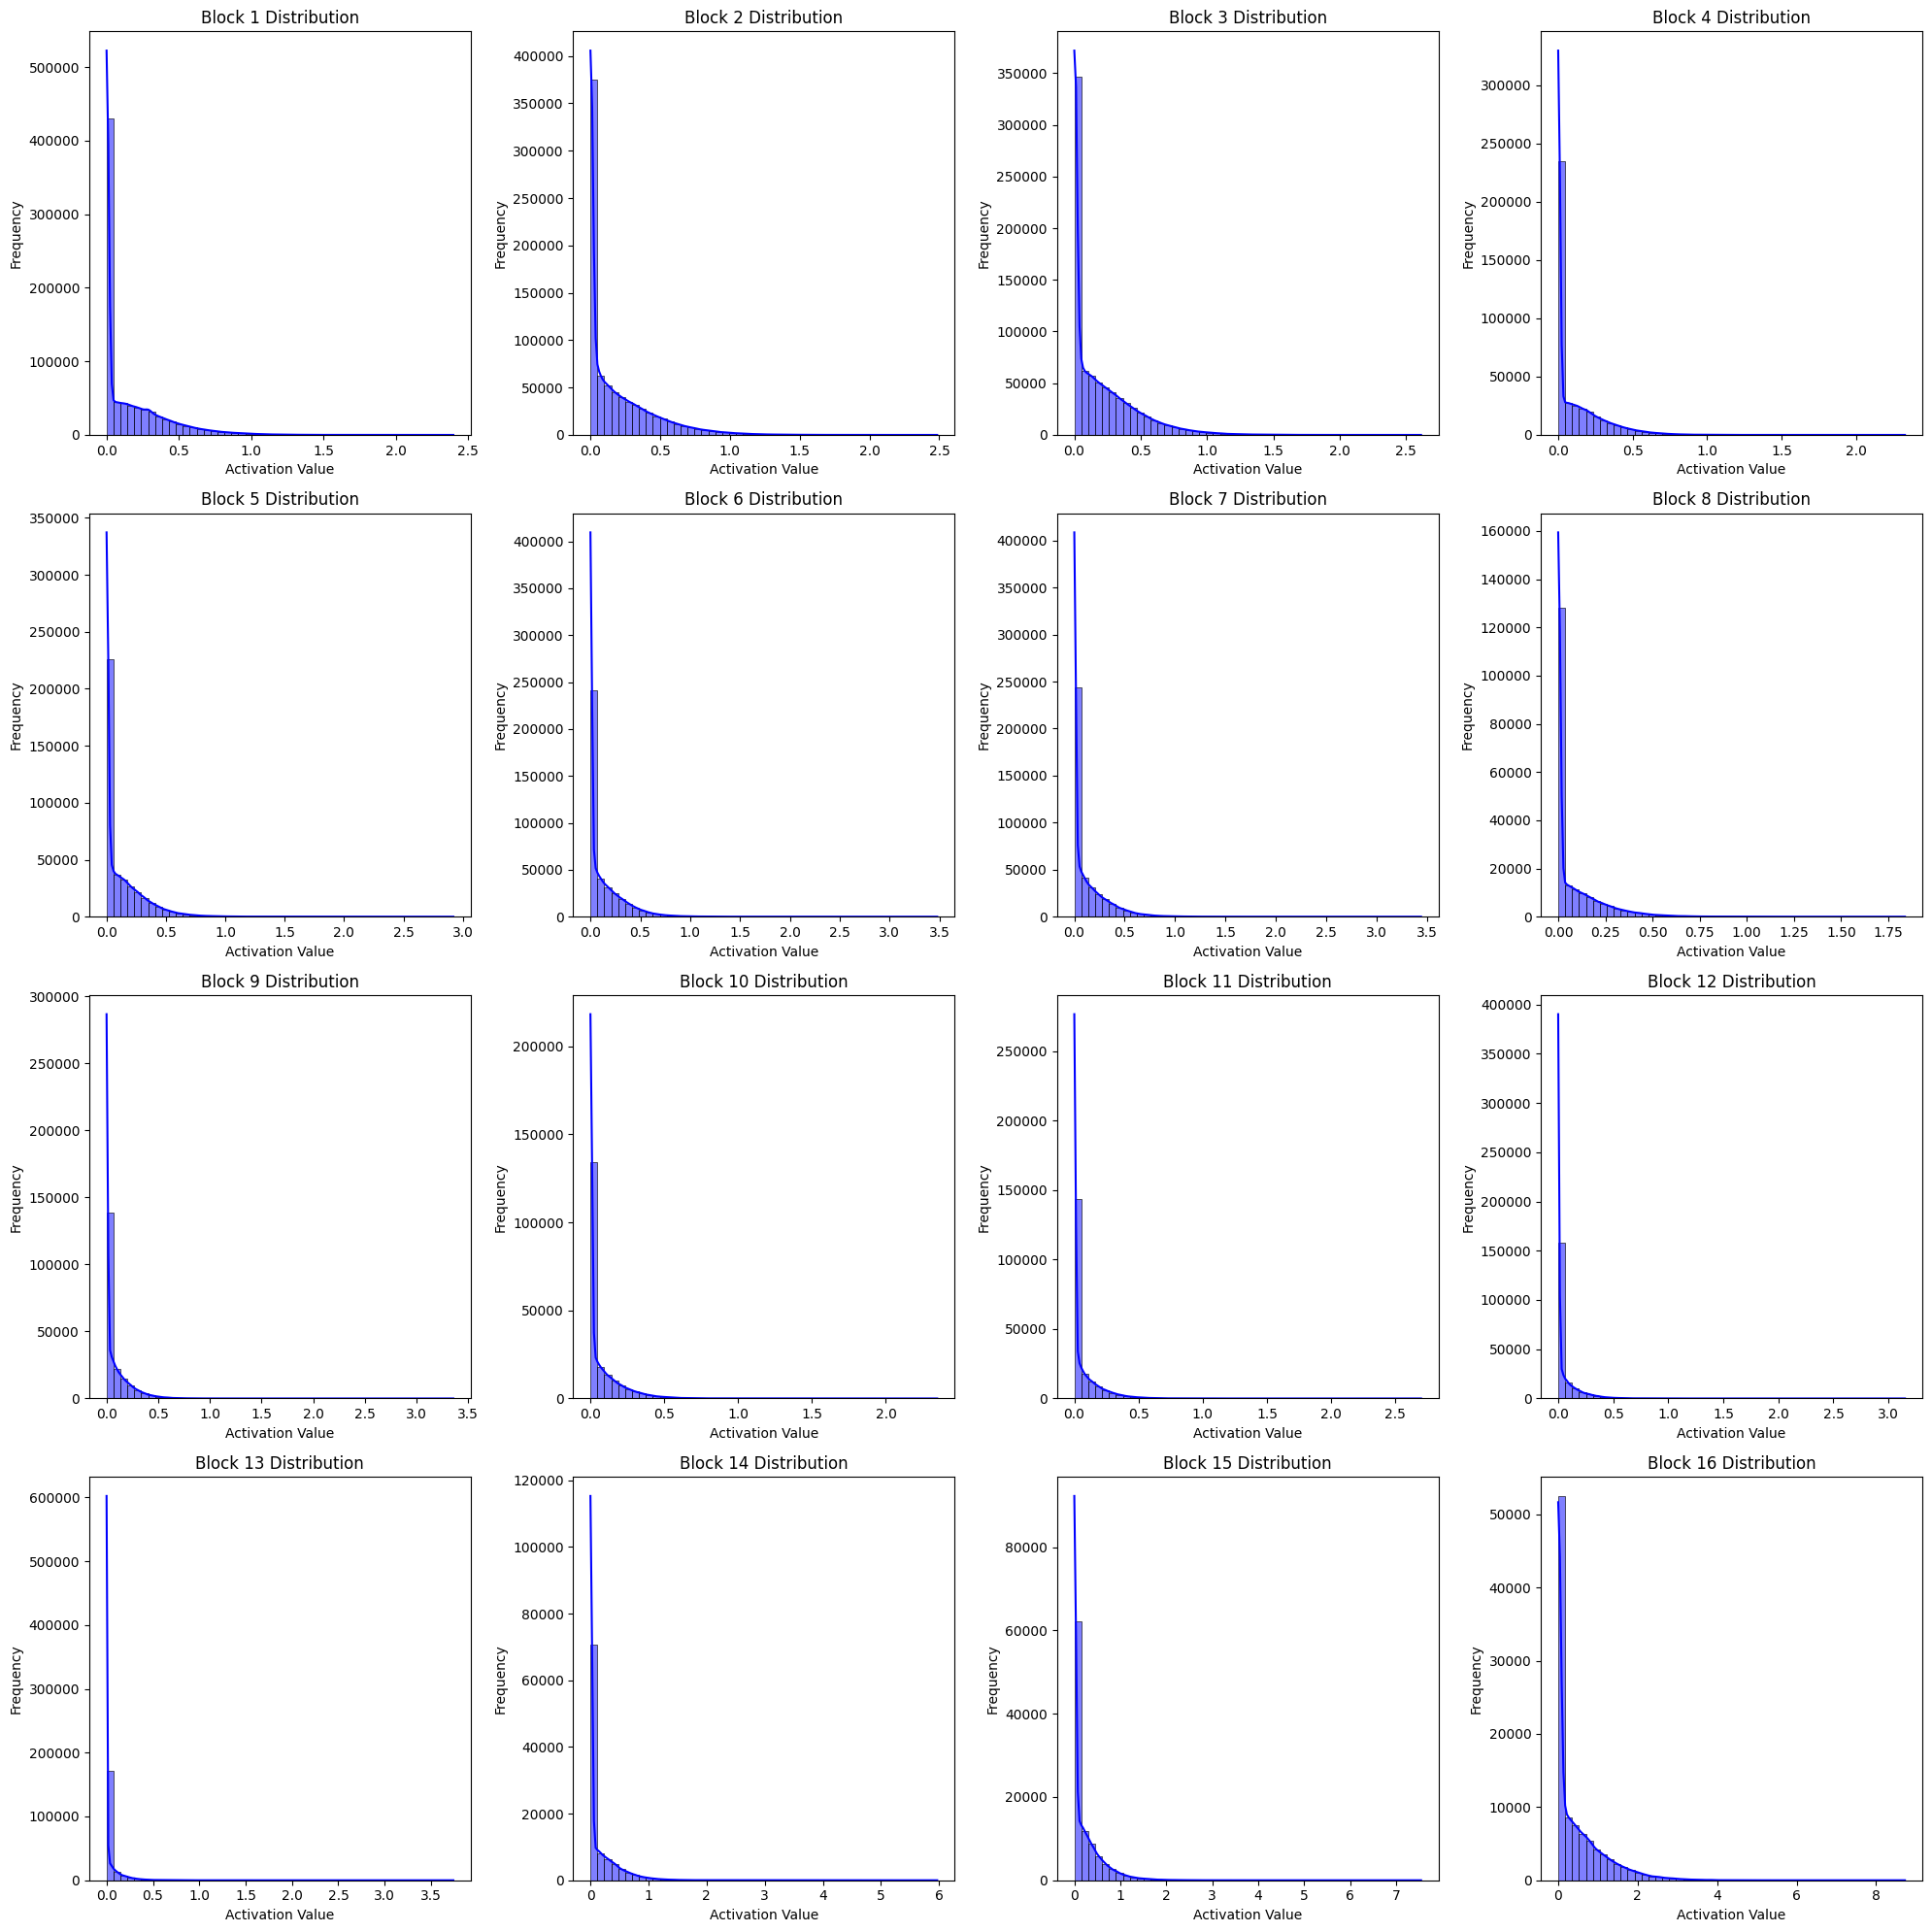 Block 1 Distribution
Frequency
500000
400000
300000
200000
100000
0
0.0 0.5 1.0 1.5 2.0 2.5
Activation Value
Block 2 Distribution
Frequency
400000
350000
300000
250000
200000
150000
100000
50000
0
0.0 0.5 1.0 1.5 2.0 2.5
Activation Value
Block 3 Distribution
Frequency
350000
300000
250000
200000
150000
100000
50000
0
0.0 0.5 1.0 1.5 2.0 2.5
Activation Value
Block 4 Distribution
Frequency
300000
250000
200000
150000
100000
50000
0
0.0 0.5 1.0 1.5 2.0
Activation Value
Block 5 Distribution
Frequency
350000
300000
250000
200000
150000
100000
50000
0
0.0 0.5 1.0 1.5 2.0 2.5 3.0
Activation Value
Block 6 Distribution
Frequency
400000
350000
300000
250000
200000
150000
100000
50000
0
0.0 0.5 1.0 1.5 2.0 2.5 3.0 3.5
Activation Value
Block 7 Distribution
Frequency
400000
350000
300000
250000
200000
150000
100000
50000
0
0.0 0.5 1.0 1.5 2.0 2.5 3.0 3.5
Activation Value
Block 8 Distribution
Frequency
160000
140000
120000
100000
80000
60000
40000
20000
0
0.00 0.25 0.50 0.75 1.00 1.25 1.50 1.75
Activation Value
Block 9 Distribution
Frequency
300000
250000
200000
150000
100000
50000
0
0.0 0.5 1.0 1.5 2.0 2.5 3.0 3.5
Activation Value
Block 10 Distribution
Frequency
200000
150000
100000
50000
0
0.0 0.5 1.0 1.5 2.0
Activation Value
Block 11 Distribution
Frequency
250000
200000
150000
100000
50000
0
0.0 0.5 1.0 1.5 2.0 2.5
Activation Value
Block 12 Distribution
Frequency
400000
350000
300000
250000
200000
150000
100000
50000
0
0.0 0.5 1.0 1.5 2.0 2.5 3.0
Activation Value
Block 13 Distribution
Frequency
600000
500000
400000
300000
200000
100000
0
0.0 0.5 1.0 1.5 2.0 2.5 3.0 3.5
Activation Value
Block 14 Distribution
Frequency
120000
100000
80000
60000
40000
20000
0
0 1 2 3 4 5 6
Activation Value
Block 15 Distribution
Frequency
80000
60000
40000
20000
0
0 1 2 3 4 5 6 7
Activation Value
Block 16 Distribution
Frequency
50000
40000
30000
20000
10000
0
0 2 4 6 8
Activation Value